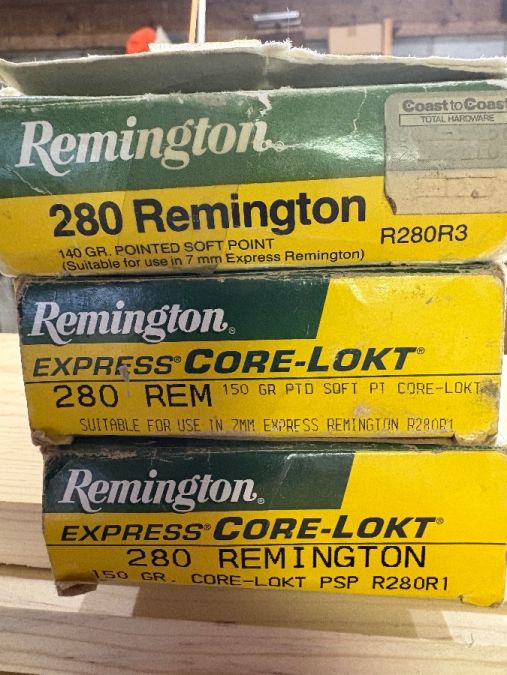 Remington®
Coast to Coast
TOTAL HARDWARE
280 Remington
140 GR. POINTED SOFT POINT
(Suitable for use in 7 mm Express Remington)
R280R3
Remington®
EXPRESS® CORE-LOKT®
280 REM 150 GR PTD SOFT PT CORE-LOKT
SUITABLE FOR USE IN 7MM EXPRESS REMINGTON R280R1
Remington®
EXPRESS® CORE-LOKT®
280 REMINGTON
150 GR. CORE-LOKT PSP R280R1